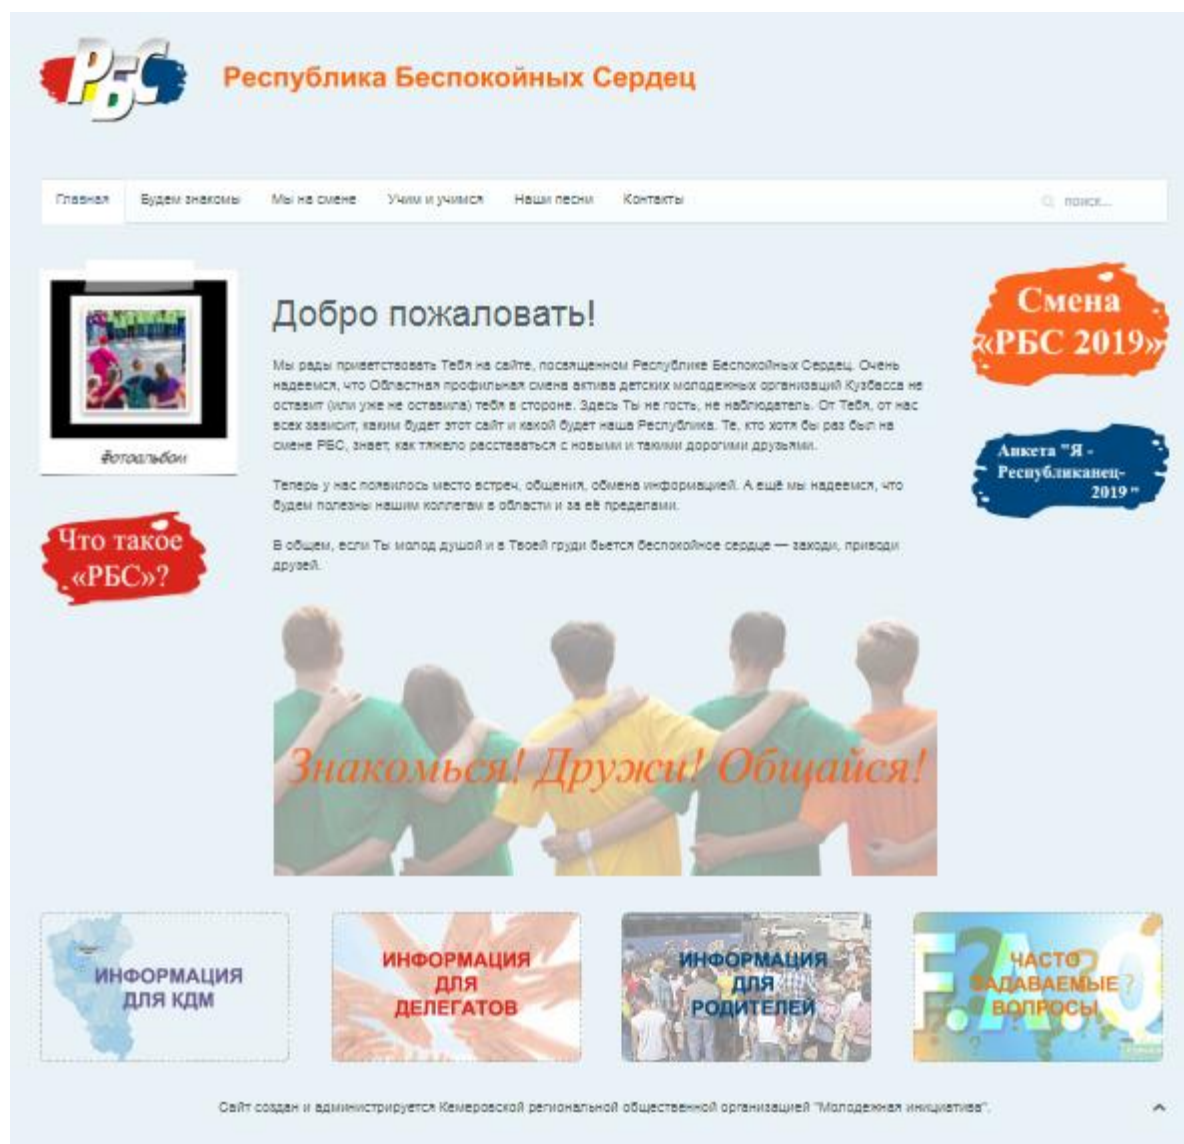 РБС
Республика Беспокойных Сердец
Главная Будем знакомы Мы на смене Учим и учимся Наши песни Контакты поиск...
Фотоальбом
Что такое
«РБС»?
Добро пожаловать!
Мы рады приветствовать Тебя на сайте, посвященном Республике Беспокойных Сердец. Очень
надеемся, что Областная профильная смена актива детских молодежных организаций Кузбасса не
оставит (или уже не оставила) тебя в стороне. Здесь Ты не гость, не наблюдатель. От Тебя, от нас
всех зависит, каким будет этот сайт и какой будет наша Республика. Те, кто хотя бы раз был на
смене РБС, знает, как тяжело расставаться с новыми и такими дорогими друзьями.
Теперь у нас появилось место встреч, общения, обмена информацией. А ещё мы надеемся, что
будем полезны нашим коллегам в области и за её пределами.
В общем, если Ты молод душой и в Твоей груди бьется беспокойное сердце — заходи, приводи
друзей.
Знакомься! Дружи! Общайся!
Смена
«РБС 2019»
Анкета "Я -
Республиканец-
2019 "
ИНФОРМАЦИЯ
ДЛЯ КДМ
ИНФОРМАЦИЯ
ДЛЯ
ДЕЛЕГАТОВ
ИНФОРМАЦИЯ
ДЛЯ
РОДИТЕЛЕЙ
F.A.Q
ЧАСТО
ЗАДАВАЕМЫЕ
ВОПРОСЫ
Сайт создан и администрируется Кемеровской региональной общественной организацией "Молодежная инициатива".